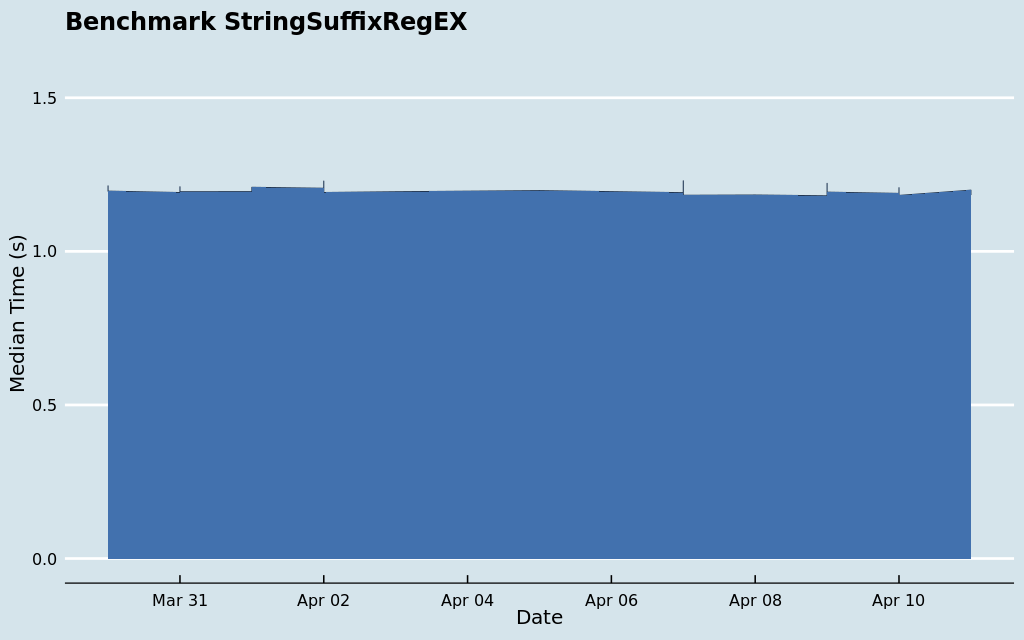 Benchmark StringSuffixRegEX
1.5
1.0
0.5
0.0
Median Time (s)
Mar 31
Apr 02
Apr 04
Apr 06
Apr 08
Apr 10
Date